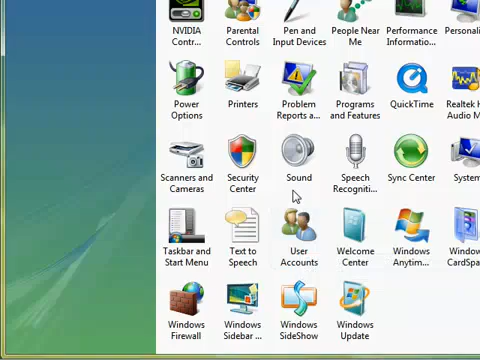 NVIDIA Parental Pen and People Near Performance Personali
Contr... Controls Input Devices Me Informatio...
Power Printers Problem Programs QuickTime Realtek H
Options Reports a... and Features Audio M
Scanners and Security Sound Speech Sync Center System
Cameras Center Recogniti...
Taskbar and Text to User Welcome Windows Window
Start Menu Speech Accounts Center Anytim... CardSpa
Windows Windows Windows Windows
Firewall Sidebar ... SideShow Update